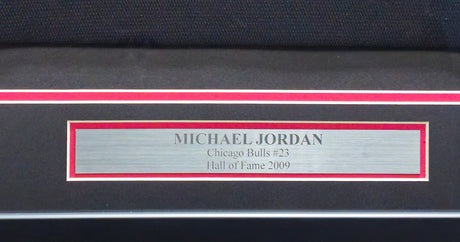 MICHAEL JORDAN
Chicago Bulls #23
Hall of Fame 2009